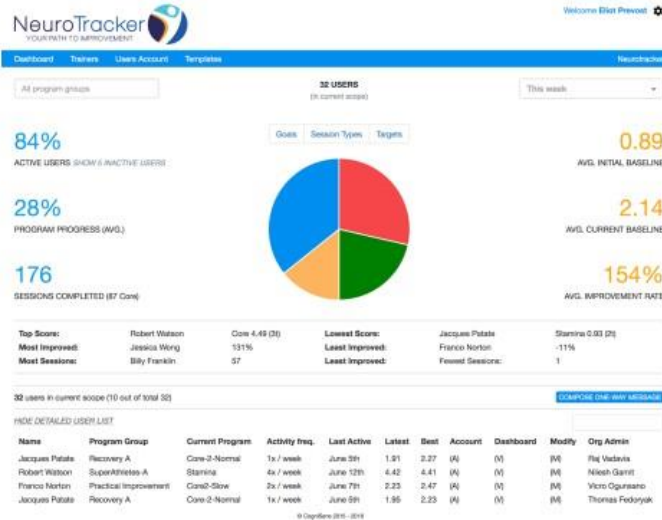 Welcome Eliot Prevost
NeuroTracker
YOUR PATH TO IMPROVEMENT
Dashboard Trainers Users Account Templates Neurotracker
All program groups
32 USERS
(in current scope)
This week
Goals Session Types Targets
84%
ACTIVE USERS SHOW 6 INACTIVE USERS
0.89
AVG. INITIAL BASELINE
28%
PROGRAM PROGRESS (AVG.)
2.14
AVG. CURRENT BASELINE
176
SESSIONS COMPLETED (87 Core)
154%
AVG. IMPROVEMENT RATE
Top Score: Robert Watson Core 4.49 (3t) Lowest Score: Jacques Patate Stamina 0.93 (2t)
Most Improved: Jessica Wong 131% Least Improved: Franco Norton -11%
Most Sessions: Billy Franklin 57 Least Improved: Fewest Sessions: 1
32 users in current scope (10 out of total 32) COMPOSE ONE-WAY MESSAGE
HIDE DETAILED USER LIST
Name Program Group Current Program Activity freq. Last Active Latest Best Account Dashboard Modify Org Admin
Jacques Patate Recovery A Core-2-Normal 1x / week June 5th 1.91 2.27 (A) (V) (M) Raj Vadavia
Robert Watson SuperAthletes-A Stamina 4x / week June 12th 4.42 4.41 (A) (V) (M) Nilesh Gamit
Franco Norton Practical Improvement Core2-Slow 2x / week June 7th 2.23 2.47 (A) (V) (M) Vicro Ogunsano
Jacques Patate Recovery A Core-2-Normal 1x / week June 5th 1.95 2.23 (A) (V) (M) Thomas Fedoryak
© CogniSens 2015 - 2018